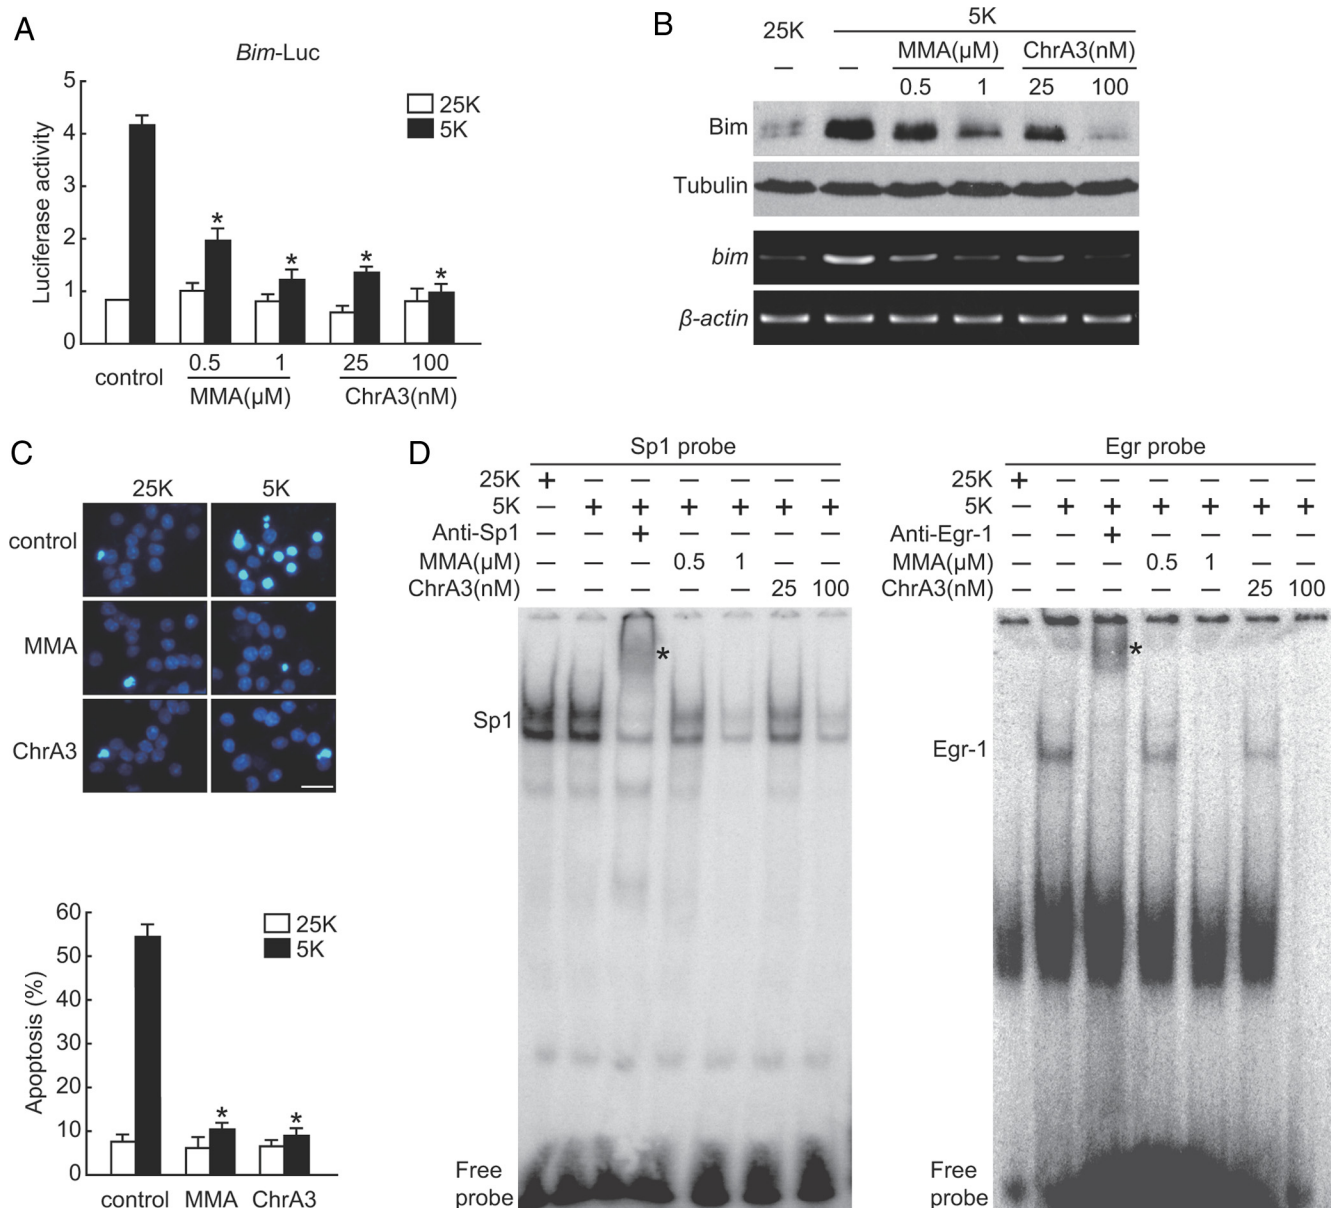 A
Bim-Luc
5
4
3
2
1
0
Luciferase activity
25K
5K
*
*
*
*
control
0.5
1
25
100
MMA(µM)
ChrA3(nM)
B
25K
5K
MMA(µM)
ChrA3(nM)
–
–
0.5
1
25
100
Bim
Tubulin
bim
β-actin
C
25K
5K
control
MMA
ChrA3
60
50
40
30
20
10
0
Apoptosis (%)
25K
5K
*
*
control
MMA
ChrA3
D
Sp1 probe
25K + – – – – – –
5K – + + + + + +
Anti-Sp1 – – + – – – –
MMA(µM) – – – 0.5 1 – –
ChrA3(nM) – – – – – 25 100
*
Sp1
Free
probe
Egr probe
25K + – – – – – –
5K – + + + + + +
Anti-Egr-1 – – + – – – –
MMA(µM) – – – 0.5 1 – –
ChrA3(nM) – – – – – 25 100
*
Egr-1
Free
probe